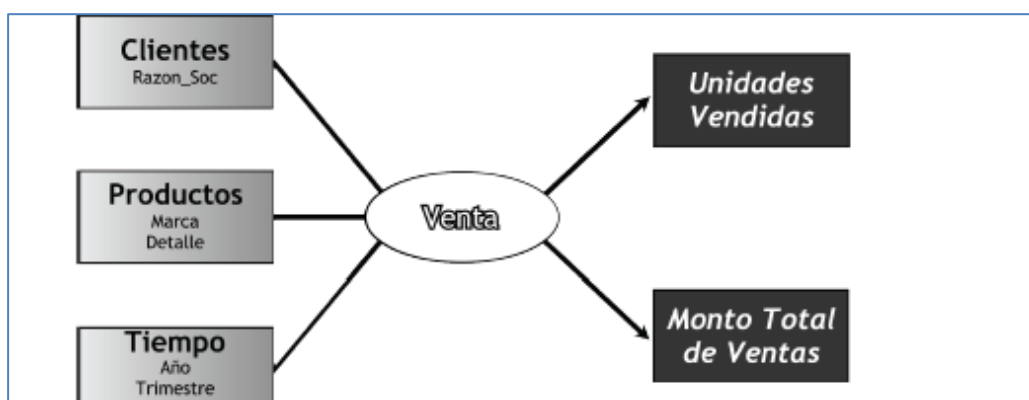 Clientes
Razon_Soc
Productos
Marca
Detalle
Tiempo
Año
Trimestre
Venta
Unidades
Vendidas
Monto Total
de Ventas